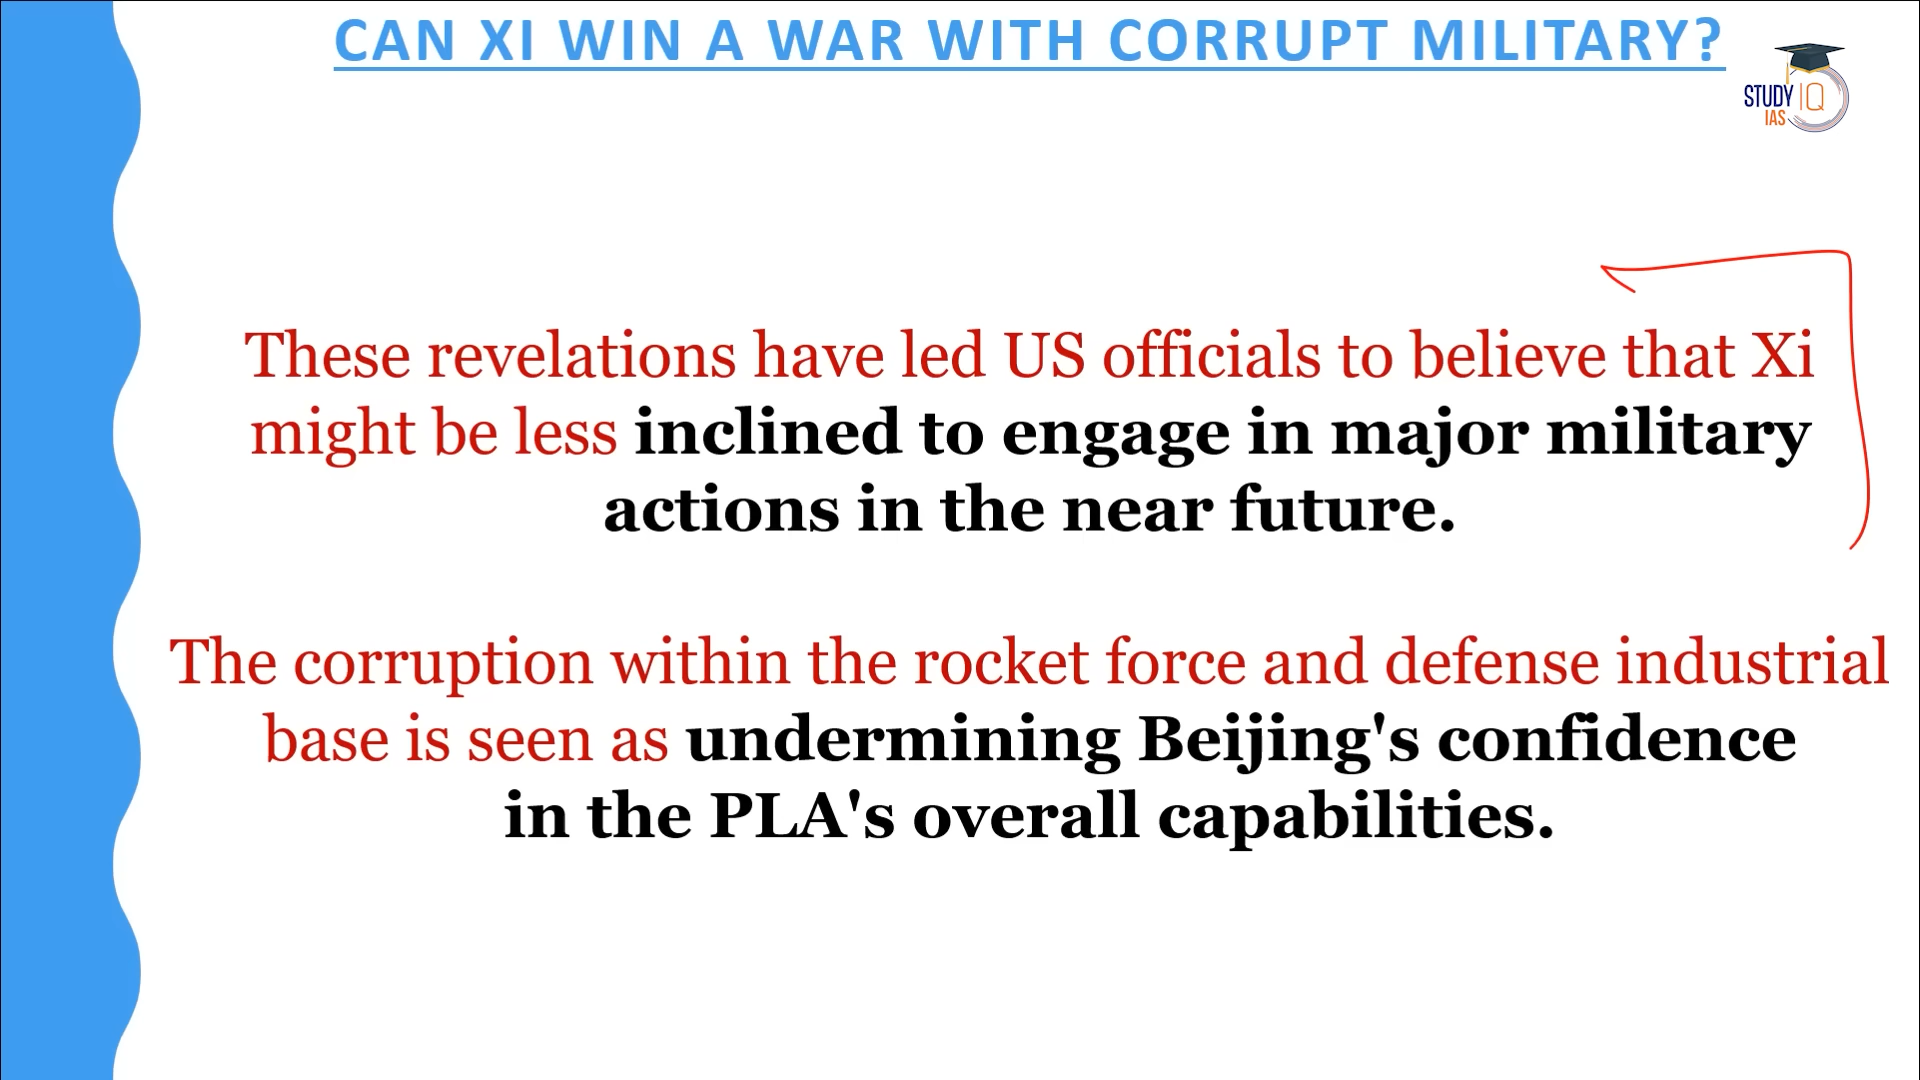 CAN XI WIN A WAR WITH CORRUPT MILITARY?
STUDY IQ
IAS
These revelations have led US officials to believe that Xi
might be less inclined to engage in major military
actions in the near future.
The corruption within the rocket force and defense industrial
base is seen as undermining Beijing's confidence
in the PLA's overall capabilities.